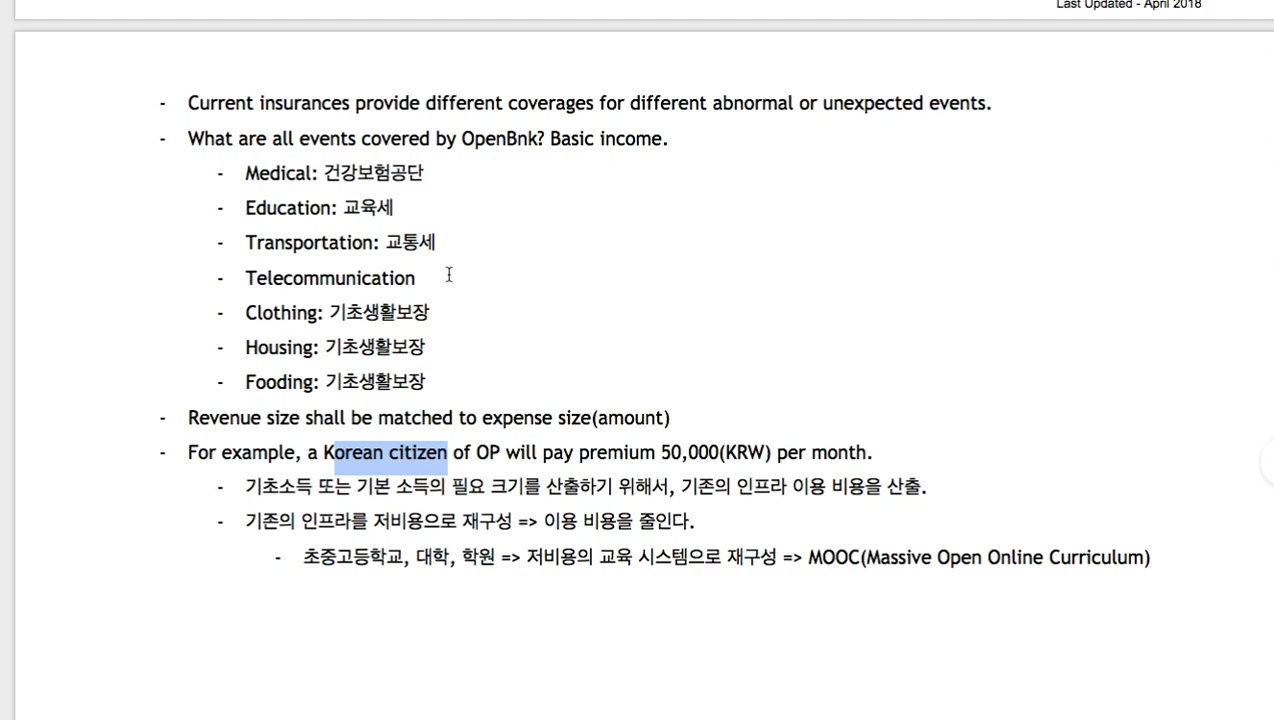 Last Updated - April 2018
- Current insurances provide different coverages for different abnormal or unexpected events.
- What are all events covered by OpenBnk? Basic income.
- Medical: 건강보험공단
- Education: 교육세
- Transportation: 교통세
- Telecommunication
- Clothing: 기초생활보장
- Housing: 기초생활보장
- Fooding: 기초생활보장
- Revenue size shall be matched to expense size(amount)
- For example, a Korean citizen of OP will pay premium 50,000(KRW) per month.
- 기초소득 또는 기본 소득의 필요 크기를 산출하기 위해서, 기존의 인프라 이용 비용을 산출.
- 기존의 인프라를 저비용으로 재구성 => 이용 비용을 줄인다.
- 초중고등학교, 대학, 학원 => 저비용의 교육 시스템으로 재구성 => MOOC(Massive Open Online Curriculum)